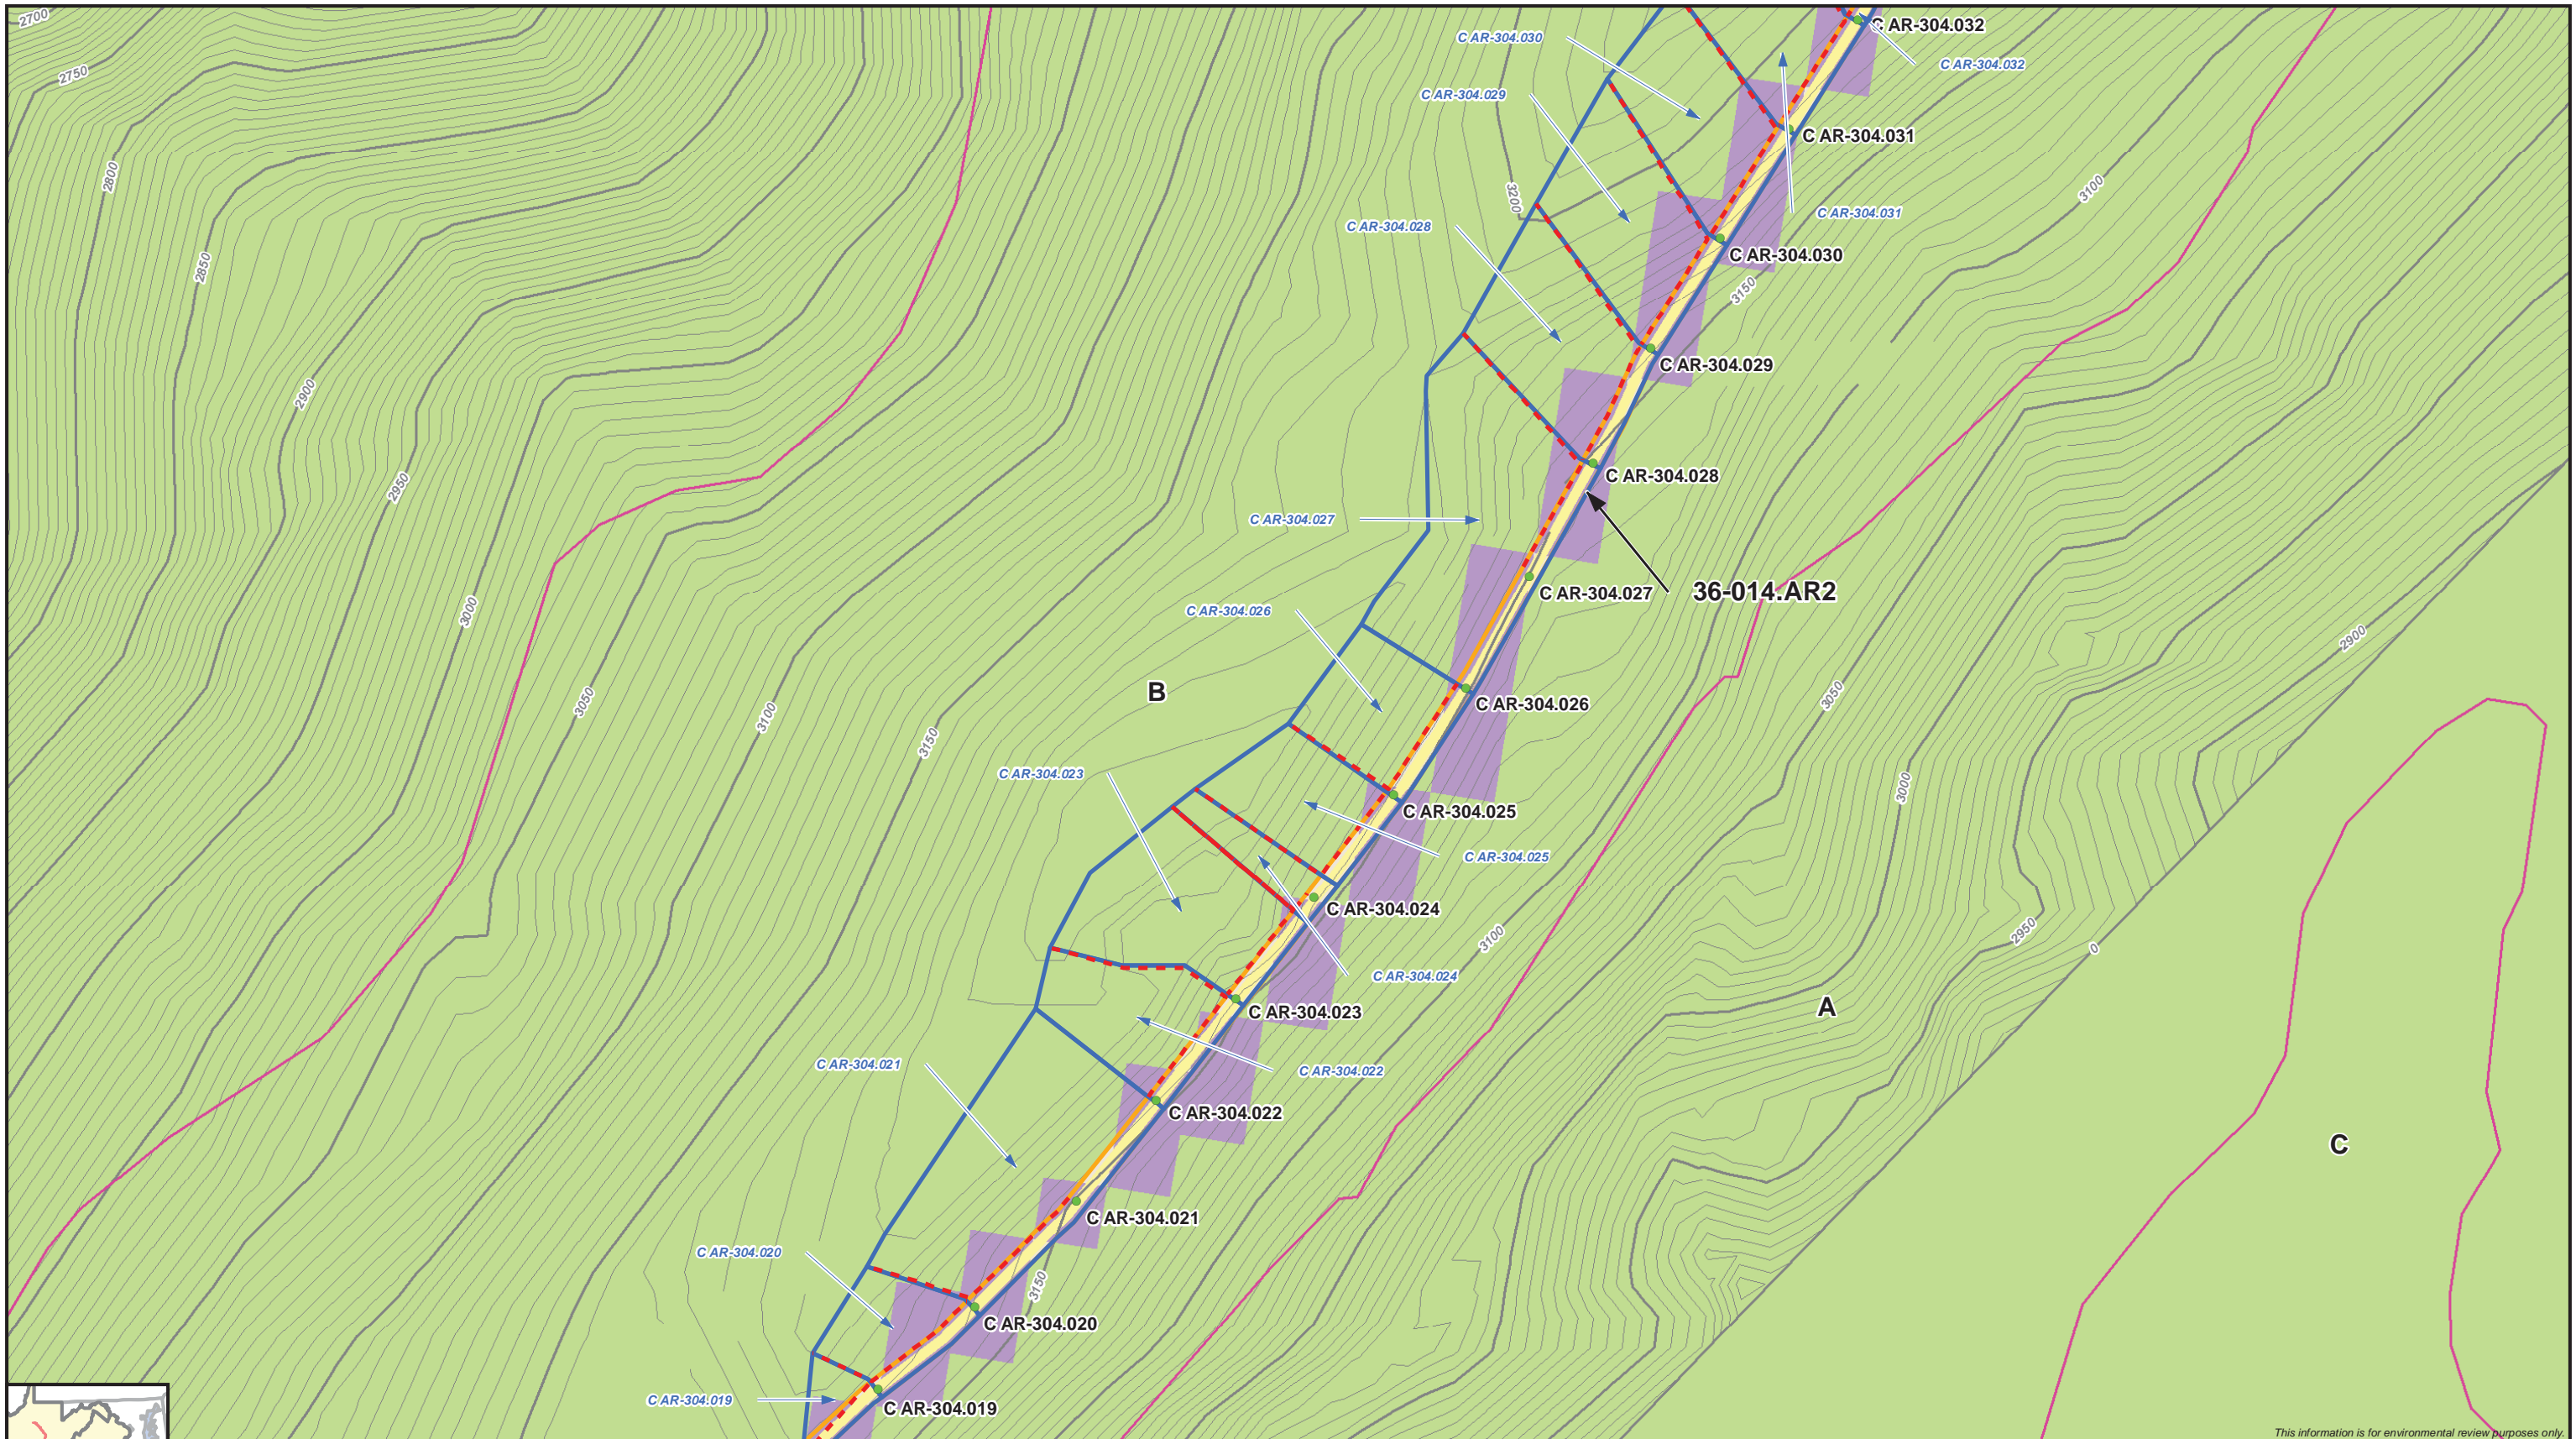 2700
C AR-304.032
C AR-304.030
C AR-304.032
2750
C AR-304.029
C AR-304.031
2800
3100
3200
C AR-304.031
C AR-304.028
C AR-304.030
2850
3150
C AR-304.029
2900
C AR-304.028
2950
C AR-304.027
36-014.AR2
C AR-304.027
3000
C AR-304.026
2900
B
3050
3050
C AR-304.026
3100
3150
C AR-304.023
3000
C AR-304.025
C AR-304.025
C AR-304.024
2950
3100
0
C AR-304.024
A
C AR-304.023
C AR-304.021
C AR-304.022
C AR-304.022
C
C AR-304.021
C AR-304.020
3150
C AR-304.020
C AR-304.019
C AR-304.019
This information is for environmental review purposes only.